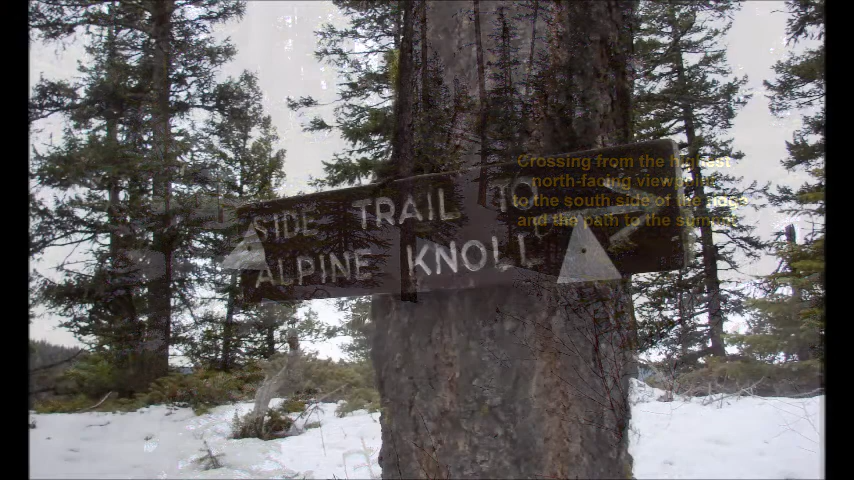 SIDE TRAIL TO
ALPINE KNOLL
Crossing from the highest
north-facing viewpoint
to the south side of the
and the path to the summit